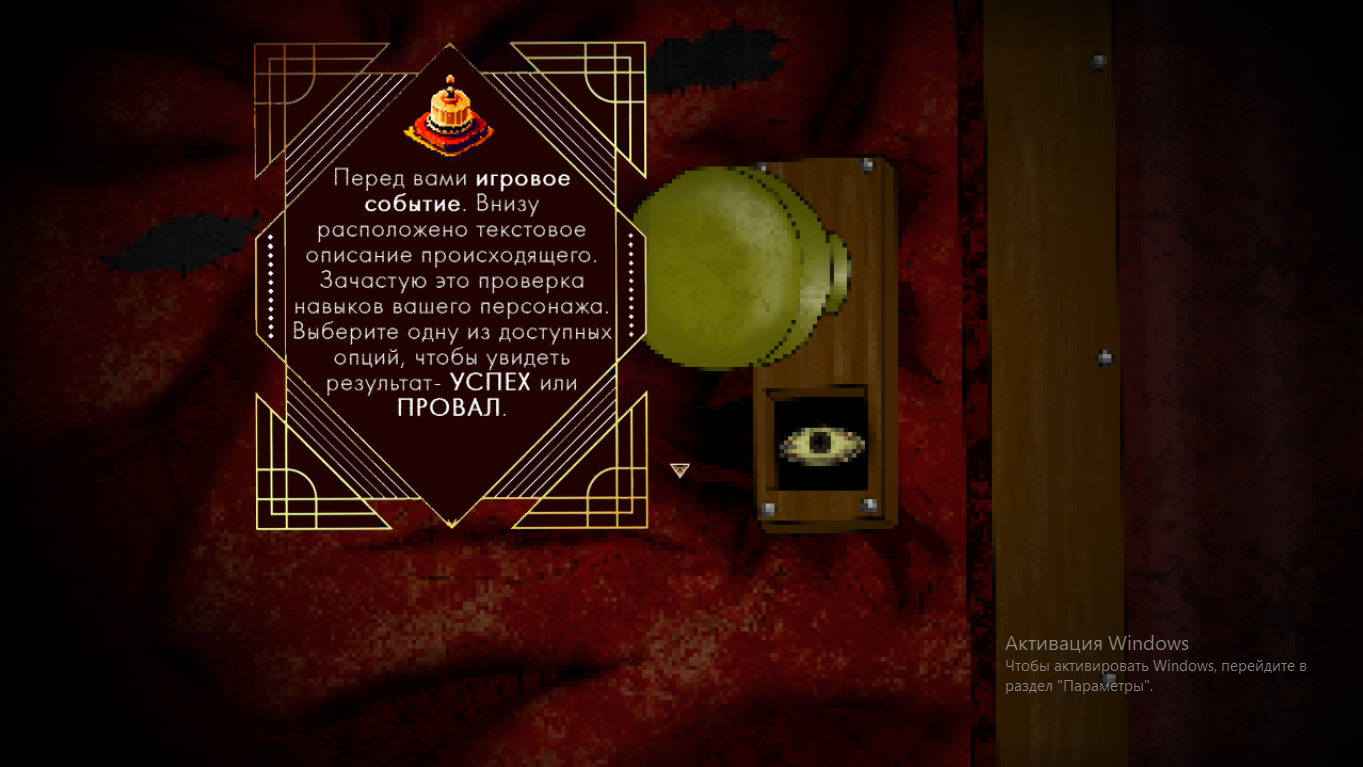 Перед вами игровое
событие. Внизу
расположено текстовое
описание происходящего.
Зачастую это проверка
навыков вашего персонажа.
Выберите одну из доступных
опций, чтобы увидеть
результат- УСПЕХ или
ПРОВАЛ.
Активация Windows
Чтобы активировать Windows, перейдите в
раздел "Параметры".